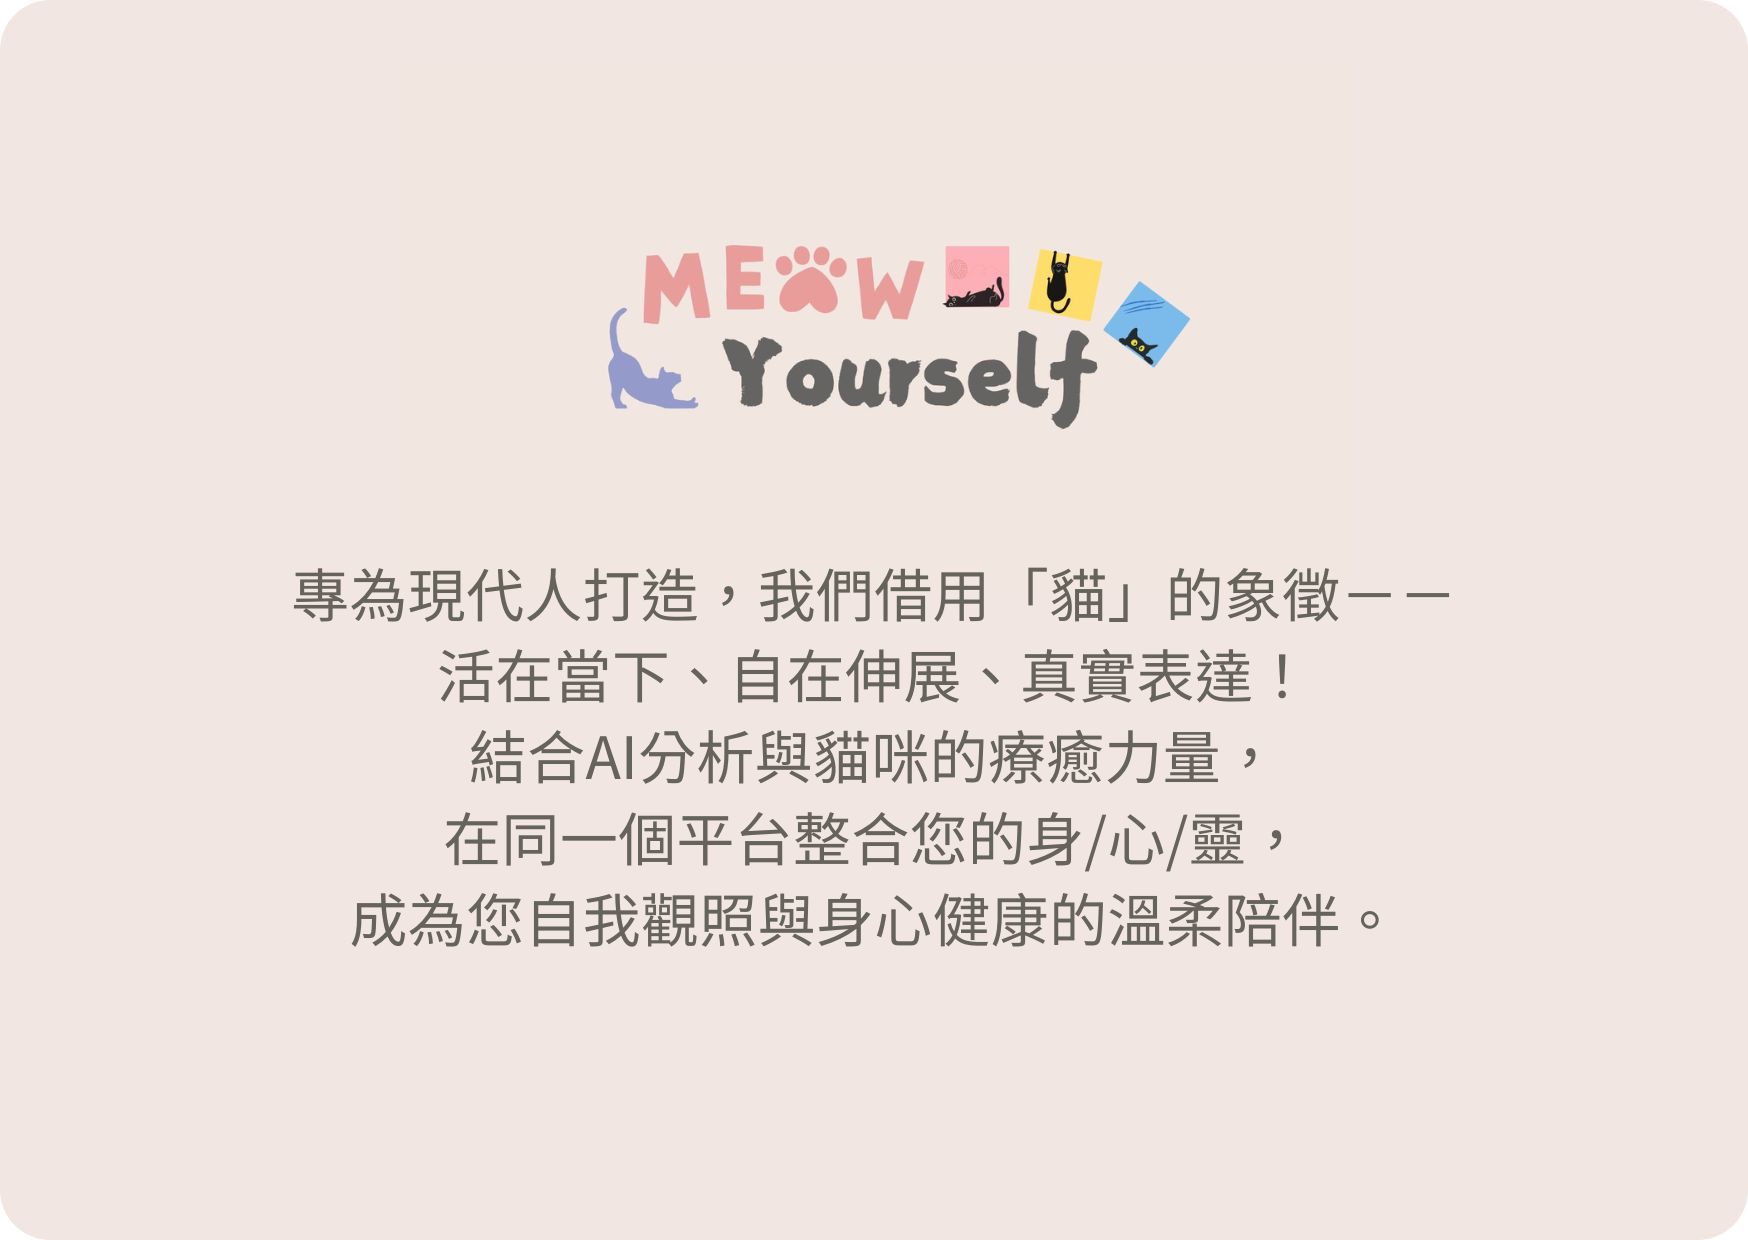 MEOW
Yourself
專為現代人打造，我們借用「貓」的象徵－－
活在當下、自在伸展、真實表達！
結合AI分析與貓咪的療癒力量，
在同一個平台整合您的身/心/靈，
成為您自我觀照與身心健康的溫柔陪伴。